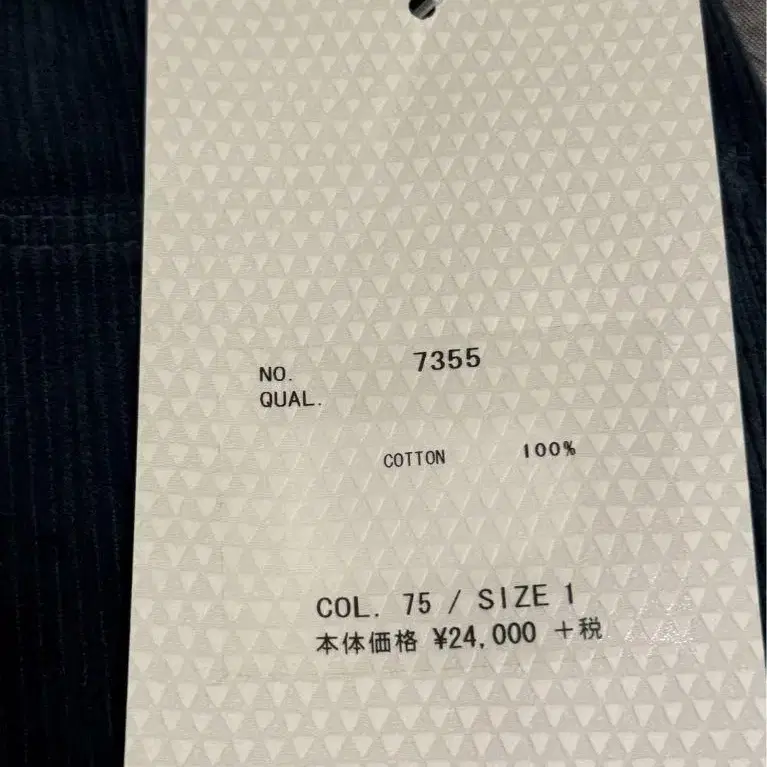 NO. 7355
QUAL.
COTTON 100%
COL. 75 / SIZE 1
本体価格 ¥24,000 +税